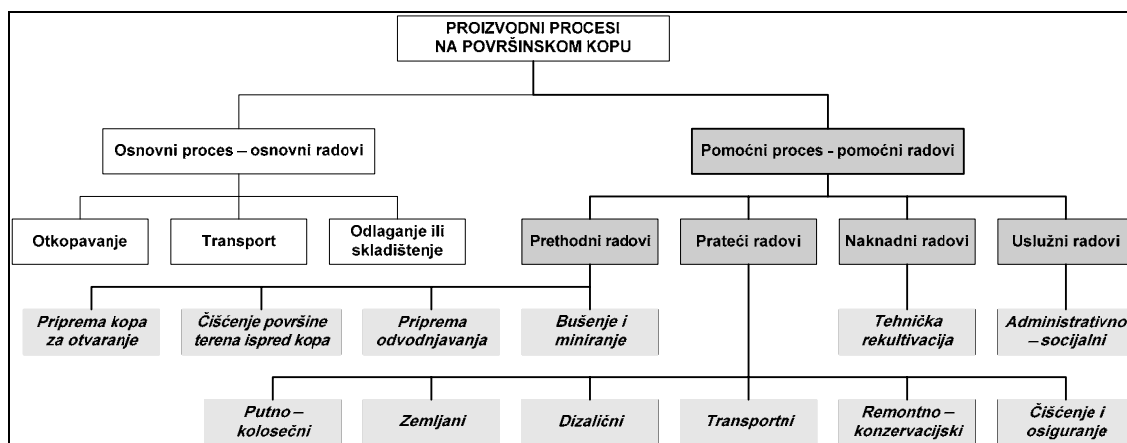 PROIZVODNI PROCESI
NA POVRŠINSKOM KOPU
Osnovni proces – osnovni radovi
Pomoćni proces - pomoćni radovi
Otkopavanje
Transport
Odlaganje ili
skladištenje
Prethodni radovi
Prateći radovi
Naknadni radovi
Uslužni radovi
Priprema kopa
za otvaranje
Čišćenje površine
terena ispred kopa
Priprema
odvodnjavanja
Bušenje i
miniranje
Tehnička
rekultivacija
Administrativno
– socijalni
Putno –
kolosečni
Zemljani
Dizalični
Transportni
Remontno –
konzervacijski
Čišćenje i
osiguranje